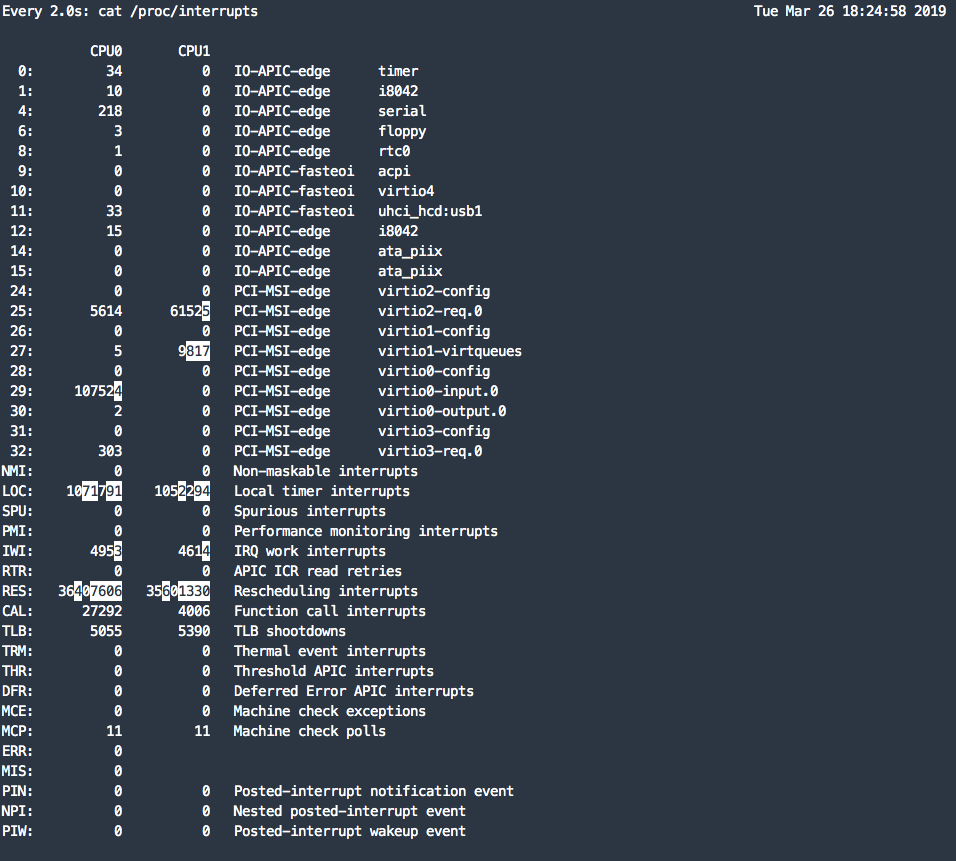 Every 2.0s: cat /proc/interrupts Tue Mar 26 18:24:58 2019
CPU0 CPU1
0: 34 0 IO-APIC-edge timer
1: 10 0 IO-APIC-edge i8042
4: 218 0 IO-APIC-edge serial
6: 3 0 IO-APIC-edge floppy
8: 1 0 IO-APIC-edge rtc0
9: 0 0 IO-APIC-fasteoi acpi
10: 0 0 IO-APIC-fasteoi virtio4
11: 33 0 IO-APIC-fasteoi uhci_hcd:usb1
12: 15 0 IO-APIC-edge i8042
14: 0 0 IO-APIC-edge ata_piix
15: 0 0 IO-APIC-edge ata_piix
24: 0 0 PCI-MSI-edge virtio2-config
25: 5614 61525 PCI-MSI-edge virtio2-req.0
26: 0 0 PCI-MSI-edge virtio1-config
27: 5 9817 PCI-MSI-edge virtio1-virtqueues
28: 0 0 PCI-MSI-edge virtio0-config
29: 107524 0 PCI-MSI-edge virtio0-input.0
30: 2 0 PCI-MSI-edge virtio0-output.0
31: 0 0 PCI-MSI-edge virtio3-config
32: 303 0 PCI-MSI-edge virtio3-req.0
NMI: 0 0 Non-maskable interrupts
LOC: 1071791 1052294 Local timer interrupts
SPU: 0 0 Spurious interrupts
PMI: 0 0 Performance monitoring interrupts
IWI: 4953 4614 IRQ work interrupts
RTR: 0 0 APIC ICR read retries
RES: 36407606 35601330 Rescheduling interrupts
CAL: 27292 4006 Function call interrupts
TLB: 5055 5390 TLB shootdowns
TRM: 0 0 Thermal event interrupts
THR: 0 0 Threshold APIC interrupts
DFR: 0 0 Deferred Error APIC interrupts
MCE: 0 0 Machine check exceptions
MCP: 11 11 Machine check polls
ERR: 0
MIS: 0
PIN: 0 0 Posted-interrupt notification event
NPI: 0 0 Nested posted-interrupt event
PIW: 0 0 Posted-interrupt wakeup event